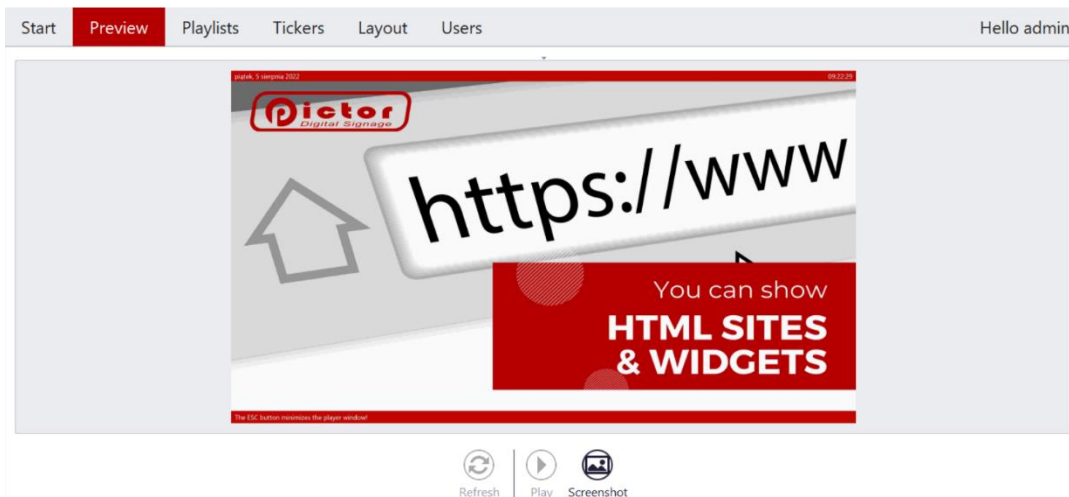 Start Preview Playlists Tickers Layout Users Hello admin
piątek, 5 sierpnia 2022 09:22:29
pictor
Digital Signage
https://www
You can show
HTML SITES
& WIDGETS
The ESC button minimizes the player window!
Refresh Play Screenshot